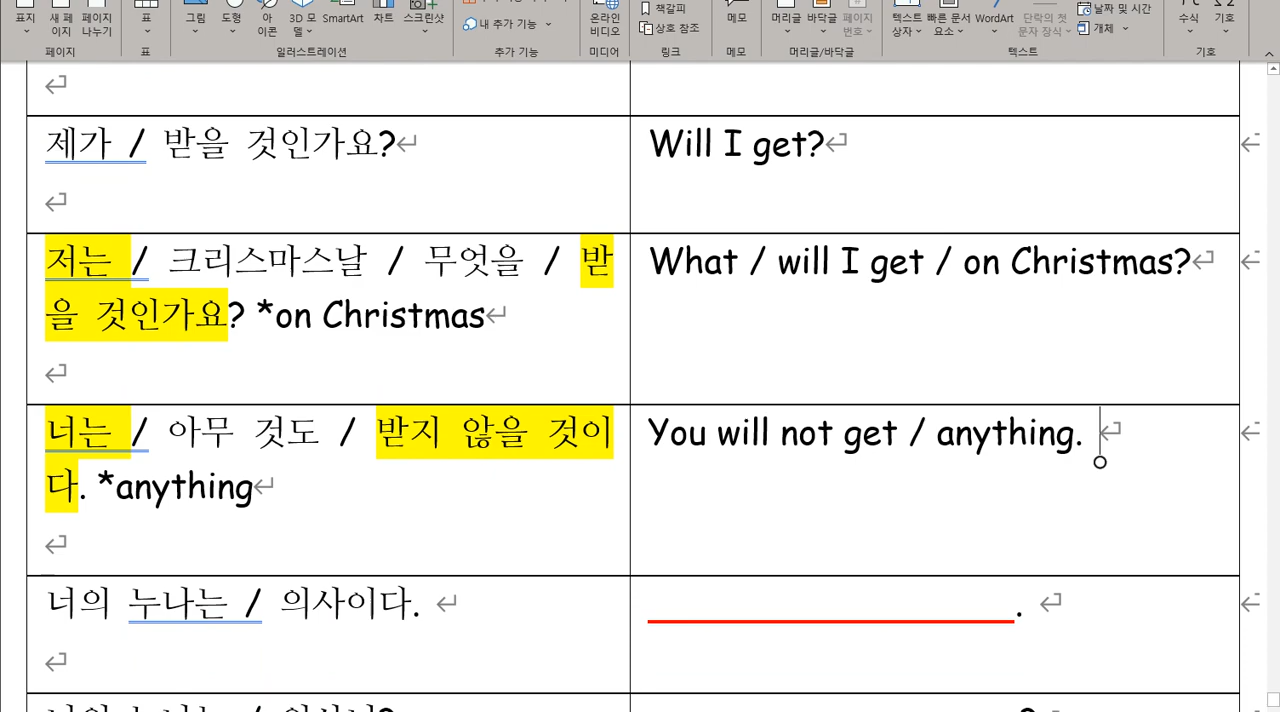 표지 새 페 페이지 표 그림 도형 아 3D 모 SmartArt 차트 스크린샷 내 추가 기능 온라인 책갈피 상호 참조 메모 머리글 바닥글 페이지 텍스트 빠른 문서 WordArt 단락의 첫 날짜 및 시간 개체 수식 기호
이지 나누기 이콘 델 비디오 번호 상자 요소 문자 장식
페이지 표 일러스트레이션 추가 기능 미디어 링크 메모 머리글/바닥글 텍스트 기호
제가 / 받을 것인가요?
Will I get?
저는 / 크리스마스날 / 무엇을 / 받
을 것인가요? *on Christmas
What / will I get / on Christmas?
너는 / 아무 것도 / 받지 않을 것이
다. *anything
You will not get / anything.
너의 누나는 / 의사이다.
.